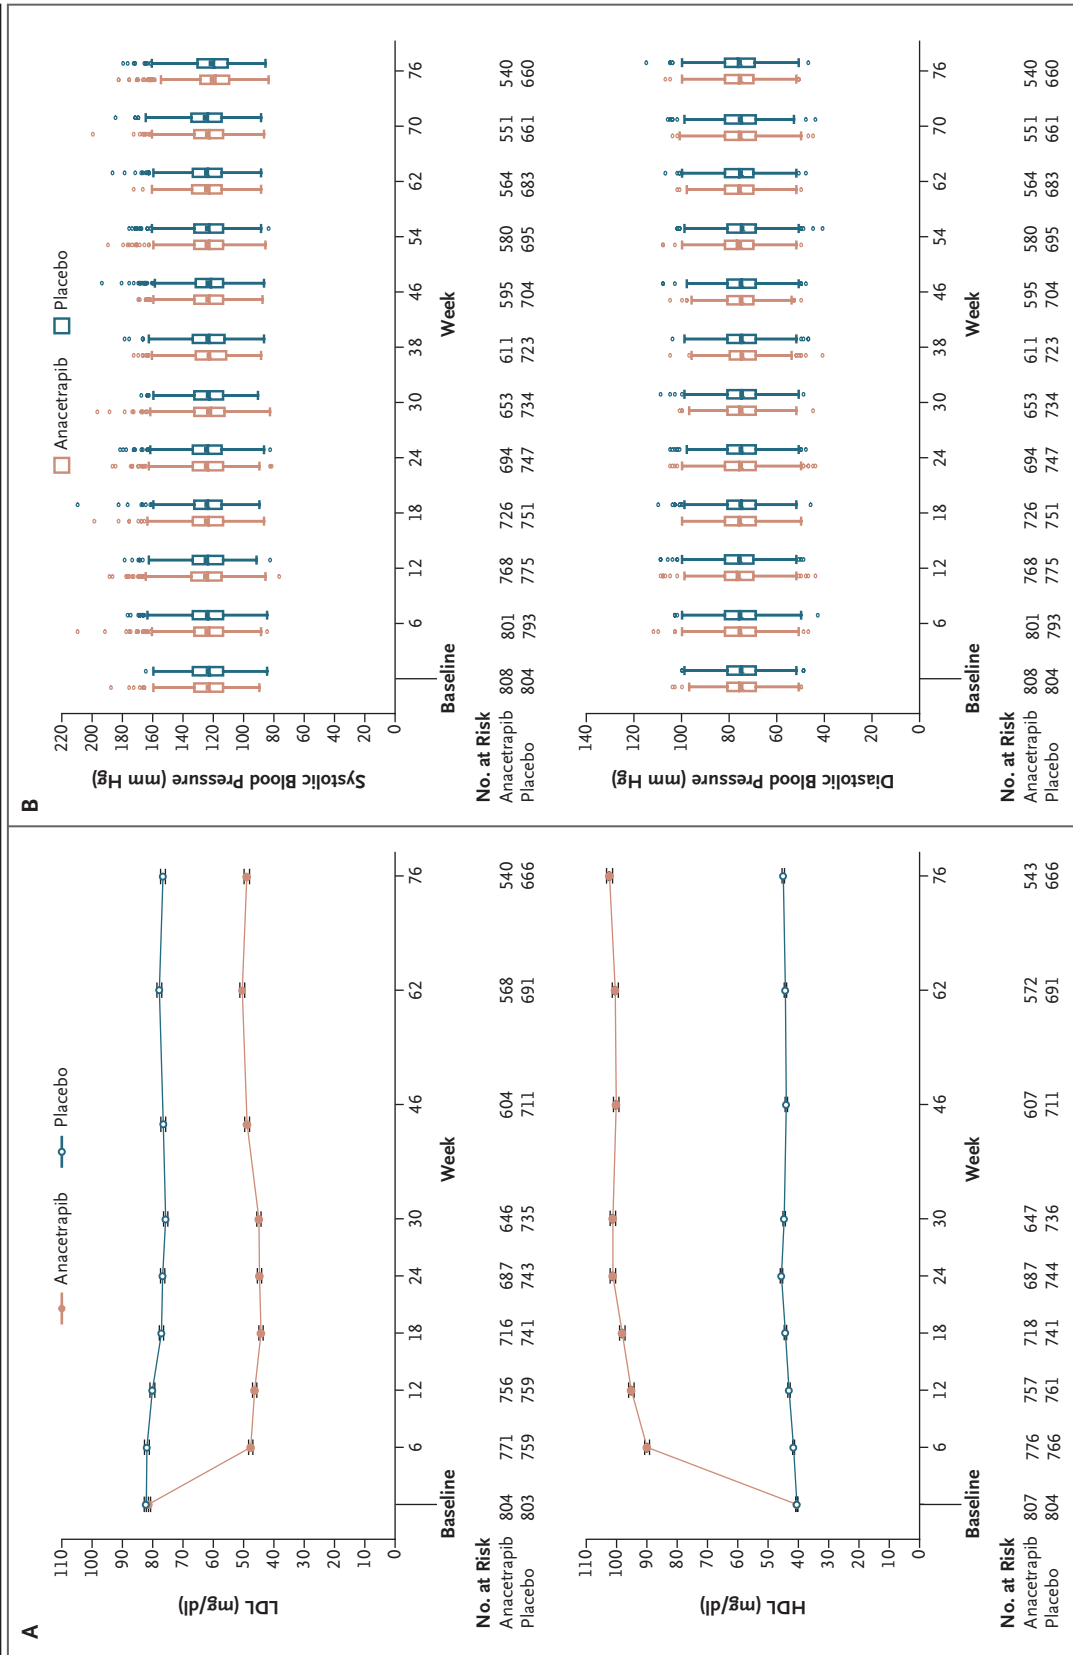 A
Anacetrapib
Placebo
110
100
90
80
70
60
50
40
30
20
10
0
LDL (mg/dl)
Baseline 6 12 18 24 30 46 62 76
Week
No. at Risk
Anacetrapib 804 771 756 716 687 646 604 568 540
Placebo 803 759 759 741 743 735 711 691 666
110
100
90
80
70
60
50
40
30
20
10
0
HDL (mg/dl)
Baseline 6 12 18 24 30 46 62 76
Week
No. at Risk
Anacetrapib 807 776 757 718 687 647 607 572 543
Placebo 804 766 761 741 744 736 711 691 666
B
Anacetrapib
Placebo
220
200
180
160
140
120
100
80
60
40
20
0
Systolic Blood Pressure (mm Hg)
Baseline 6 12 18 24 30 38 46 54 62 70 76
Week
No. at Risk
Anacetrapib 808 801 768 726 694 653 611 595 580 564 551 540
Placebo 804 793 775 751 747 734 723 704 695 683 661 660
140
120
100
80
60
40
20
0
Diastolic Blood Pressure (mm Hg)
Baseline 6 12 18 24 30 38 46 54 62 70 76
Week
No. at Risk
Anacetrapib 808 801 768 726 694 653 611 595 580 564 551 540
Placebo 804 793 775 751 747 734 723 704 695 683 661 660